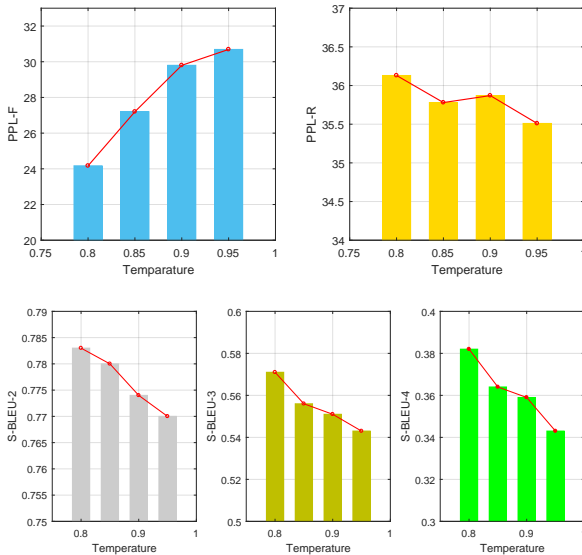 PPL-F
32
30
28
26
24
22
20
0.75 0.8 0.85 0.9 0.95 1
Temparature
PPL-R
37
36.5
36
35.5
35
34.5
34
0.75 0.8 0.85 0.9 0.95 1
Temperature
S-BLEU-2
0.79
0.785
0.78
0.775
0.77
0.765
0.76
0.755
0.75
0.8 0.9 1
Temperature
S-BLEU-3
0.6
0.58
0.56
0.54
0.52
0.5
0.8 0.9 1
Temperature
S-BLEU-4
0.4
0.38
0.36
0.34
0.32
0.3
0.8 0.9
Temperature